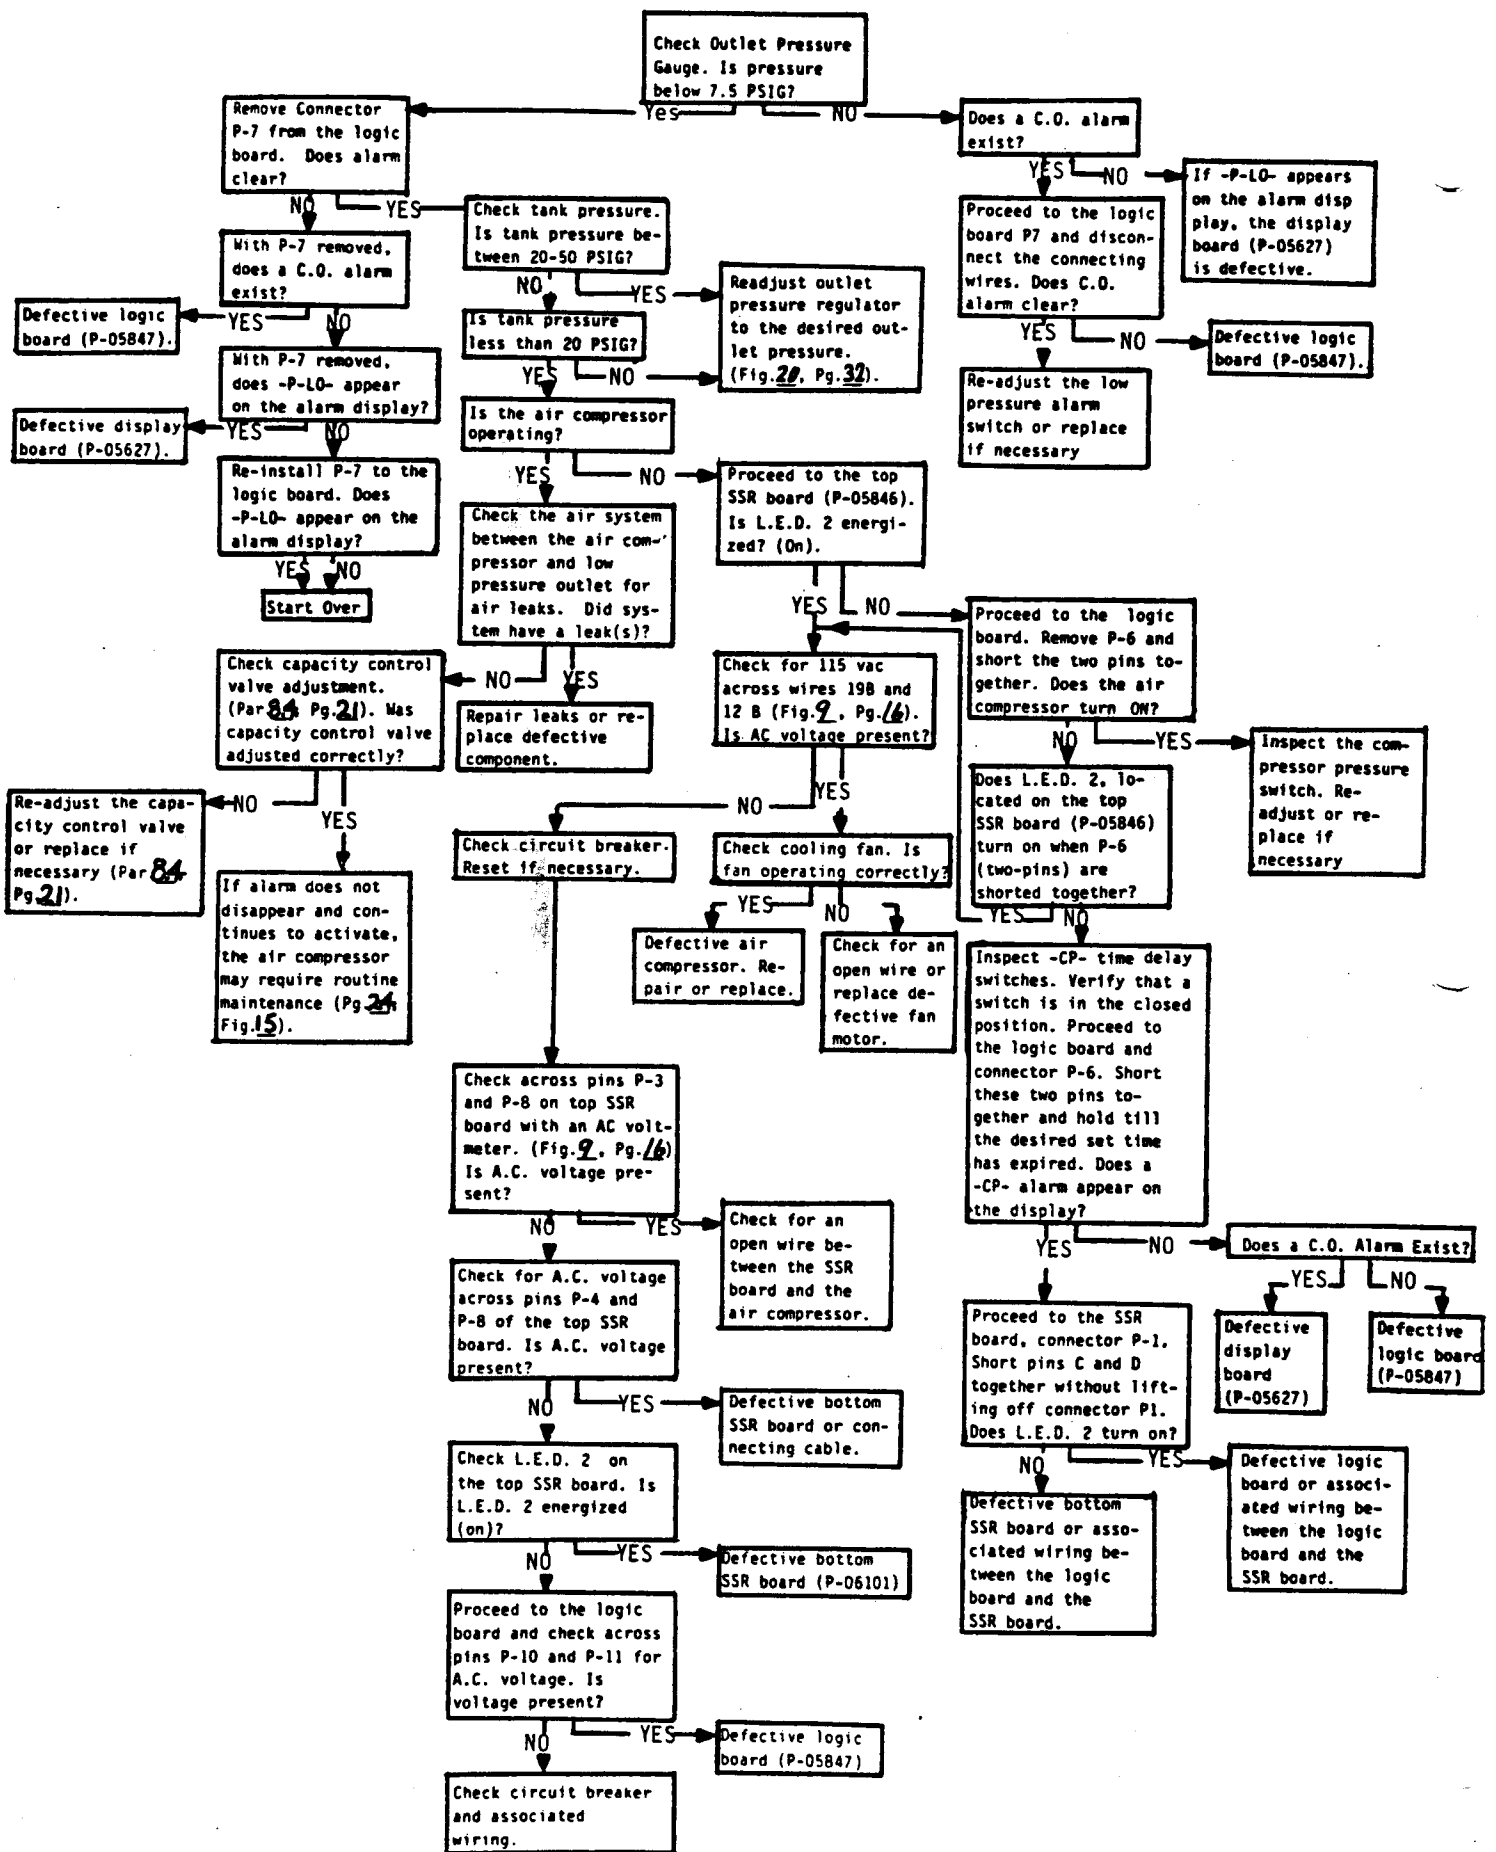 Check Outlet Pressure
Gauge. Is pressure
below 7.5 PSIG?
Yes
NO
Remove Connector
P-7 from the logic
board. Does alarm
clear?
NO
YES
Does a C.O. alarm
exist?
YES
NO
If -P-LO- appears
on the alarm disp
play, the display
board (P-05627)
is defective.
With P-7 removed,
does a C.O. alarm
exist?
YES
NO
Defective logic
board (P-05847).
Check tank pressure.
Is tank pressure be-
tween 20-50 PSIG?
NO
YES
Readjust outlet
pressure regulator
to the desired out-
let pressure.
(Fig.20, Pg.32).
Proceed to the logic
board P7 and discon-
nect the connecting
wires. Does C.O.
alarm clear?
YES
NO
Defective logic
board (P-05847).
Re-adjust the low
pressure alarm
switch or replace
if necessary
With P-7 removed,
does -P-LO- appear
on the alarm display?
YES
NO
Defective display
board (P-05627).
Re-install P-7 to the
logic board. Does
-P-LO- appear on the
alarm display?
YES
NO
Start Over
Is tank pressure
less than 20 PSIG?
YES
NO
Is the air compressor
operating?
YES
NO
Check the air system
between the air com-
pressor and low
pressure outlet for
air leaks. Did sys-
tem have a leak(s)?
NO
YES
Repair leaks or re-
place defective
component.
Check capacity control
valve adjustment.
(Par 8.4, Pg.21). Was
capacity control valve
adjusted correctly?
NO
YES
Re-adjust the capa-
city control valve
or replace if
necessary (Par 8.4,
Pg.21).
If alarm does not
disappear and con-
tinues to activate,
the air compressor
may require routine
maintenance (Pg.24,
Fig.15).
Proceed to the top
SSR board (P-05846).
Is L.E.D. 2 energi-
zed? (On).
YES
NO
Check for 115 vac
across wires 19B and
12 B (Fig.9, Pg.16).
Is AC voltage present?
NO
YES
Check cooling fan. Is
fan operating correctly?
YES
NO
Defective air
compressor. Re-
pair or replace.
Check for an
open wire or
replace de-
fective fan
motor.
Proceed to the logic
board. Remove P-6 and
short the two pins to-
gether. Does the air
compressor turn ON?
NO
YES
Inspect the com-
pressor pressure
switch. Re-
adjust or re-
place if
necessary
Does L.E.D. 2, lo-
cated on the top
SSR board (P-05846)
turn on when P-6
(two-pins) are
shorted together?
YES
NO
Inspect -CP- time delay
switches. Verify that a
switch is in the closed
position. Proceed to
the logic board and
connector P-6. Short
these two pins to-
gether and hold till
the desired set time
has expired. Does a
-CP- alarm appear on
the display?
YES
NO
Does a C.O. Alarm Exist?
YES
NO
Defective
display
board
(P-05627)
Defective
logic board
(P-05847)
Proceed to the SSR
board, connector P-1.
Short pins C and D
together without lift-
ing off connector P1.
Does L.E.D. 2 turn on?
NO
YES
Defective bottom
SSR board or asso-
ciated wiring be-
tween the logic
board and the
SSR board.
Defective logic
board or associ-
ated wiring be-
tween the logic
board and the
SSR board.
Check circuit breaker.
Reset if necessary.
Check across pins P-3
and P-8 on top SSR
board with an AC volt-
meter. (Fig.9, Pg.16)
Is A.C. voltage pre-
sent?
NO
YES
Check for an
open wire be-
tween the SSR
board and the
air compressor.
Check for A.C. voltage
across pins P-4 and
P-8 of the top SSR
board. Is A.C. voltage
present?
NO
YES
Defective bottom
SSR board or con-
necting cable.
Check L.E.D. 2 on
the top SSR board. Is
L.E.D. 2 energized
(on)?
NO
YES
Defective bottom
SSR board (P-06101)
Proceed to the logic
board and check across
pins P-10 and P-11 for
A.C. voltage. Is
voltage present?
NO
YES
Defective logic
board (P-05847)
Check circuit breaker
and associated
wiring.